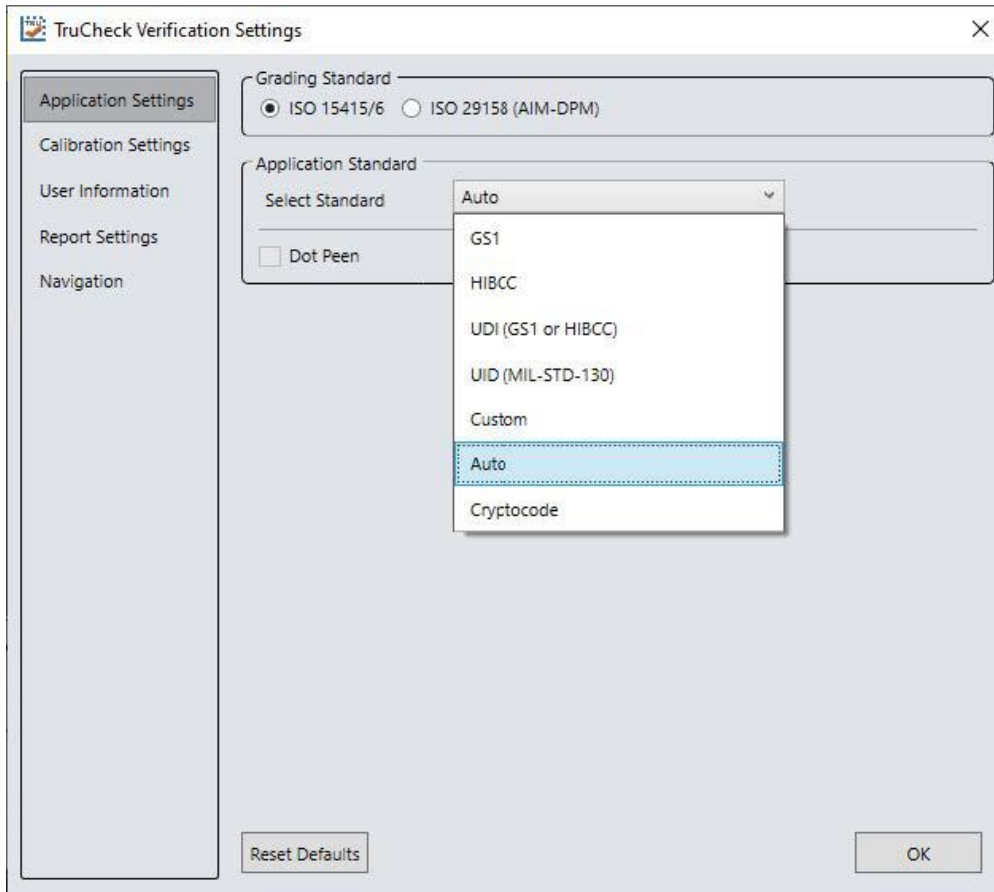 TruCheck Verification Settings
Application Settings
Calibration Settings
User Information
Report Settings
Navigation
Grading Standard
ISO 15415/6 ISO 29158 (AIM-DPM)
Application Standard
Select Standard Auto
Dot Peen
GS1
HIBCC
UDI (GS1 or HIBCC)
UID (MIL-STD-130)
Custom
Auto
Cryptocode
Reset Defaults OK